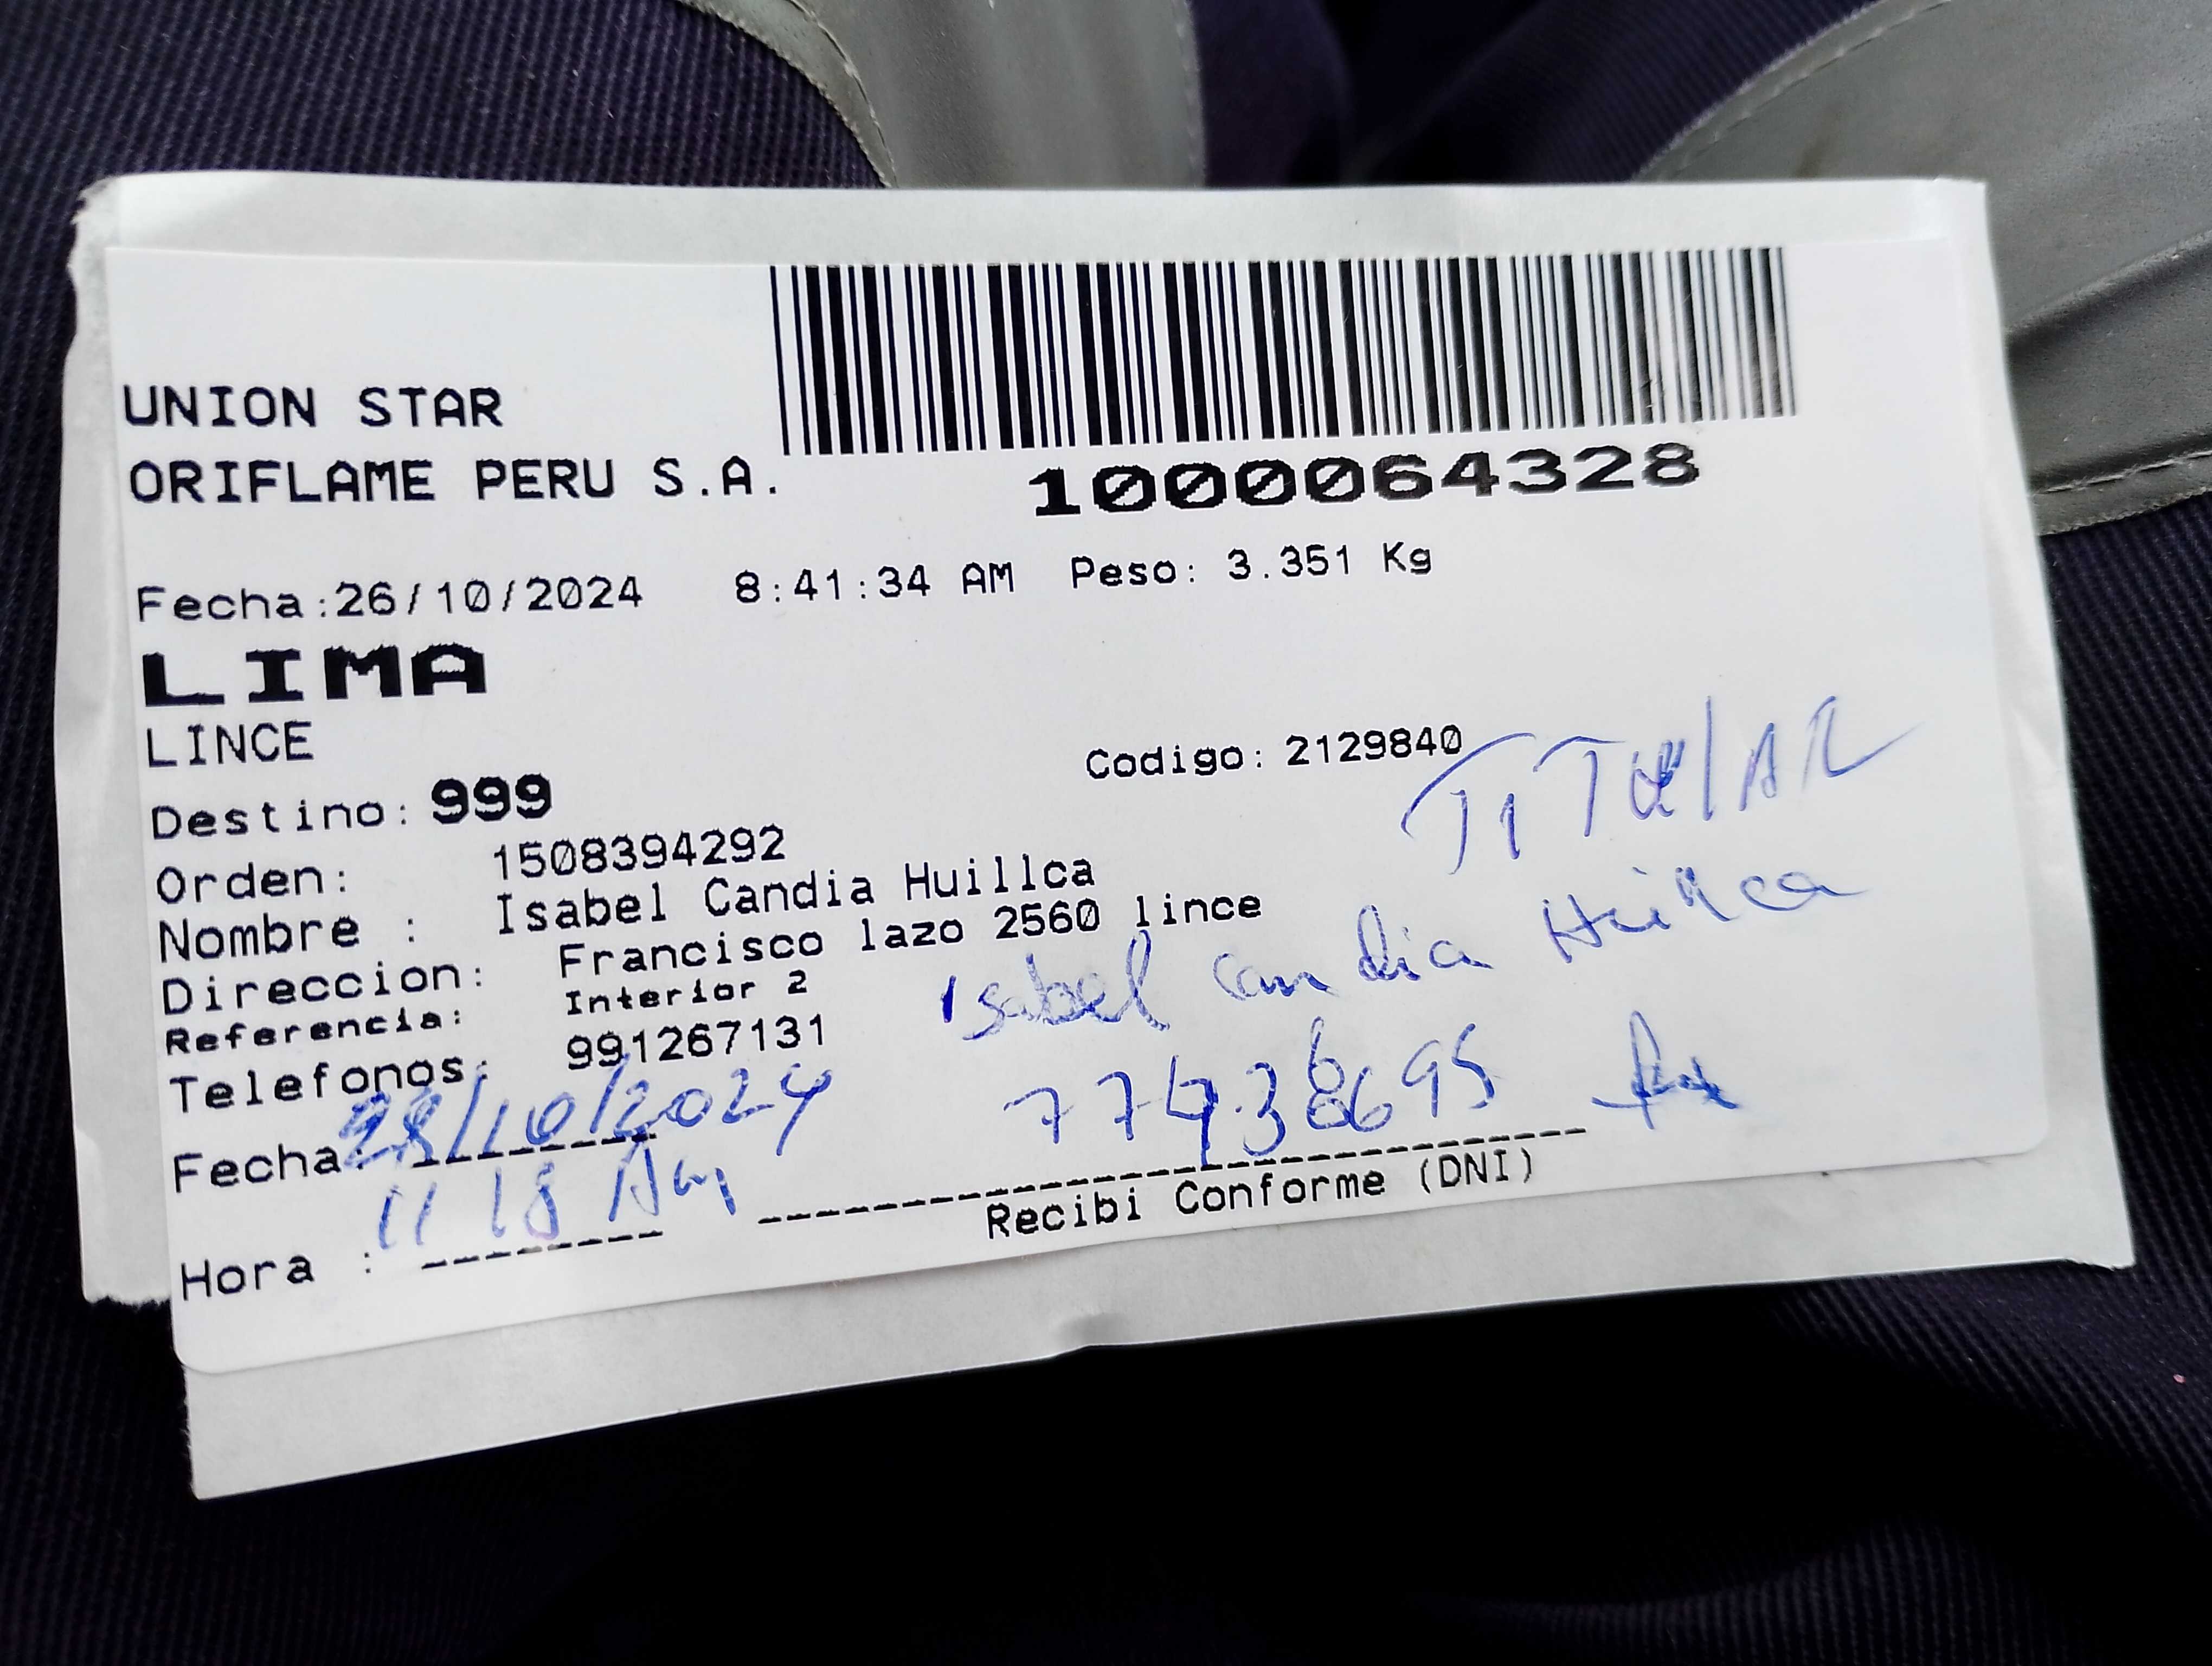 UNION STAR
ORIFLAME PERU S.A.
1000064328
Fecha:26/10/2024 8:41:34 AM Peso: 3.351 Kg
LIMA
LINCE
Codigo: 2129840
Destino: 999
TITULAR
Orden: 1508394292
Nombre : Isabel Candia Huillca
Direccion: Francisco lazo 2560 lince
Referencia: Interior 2
Isabel Candia Huillca
Telefonos: 991267131
Fecha: 28/10/2024
Hora : 11 18 Am
Recibi Conforme (DNI)